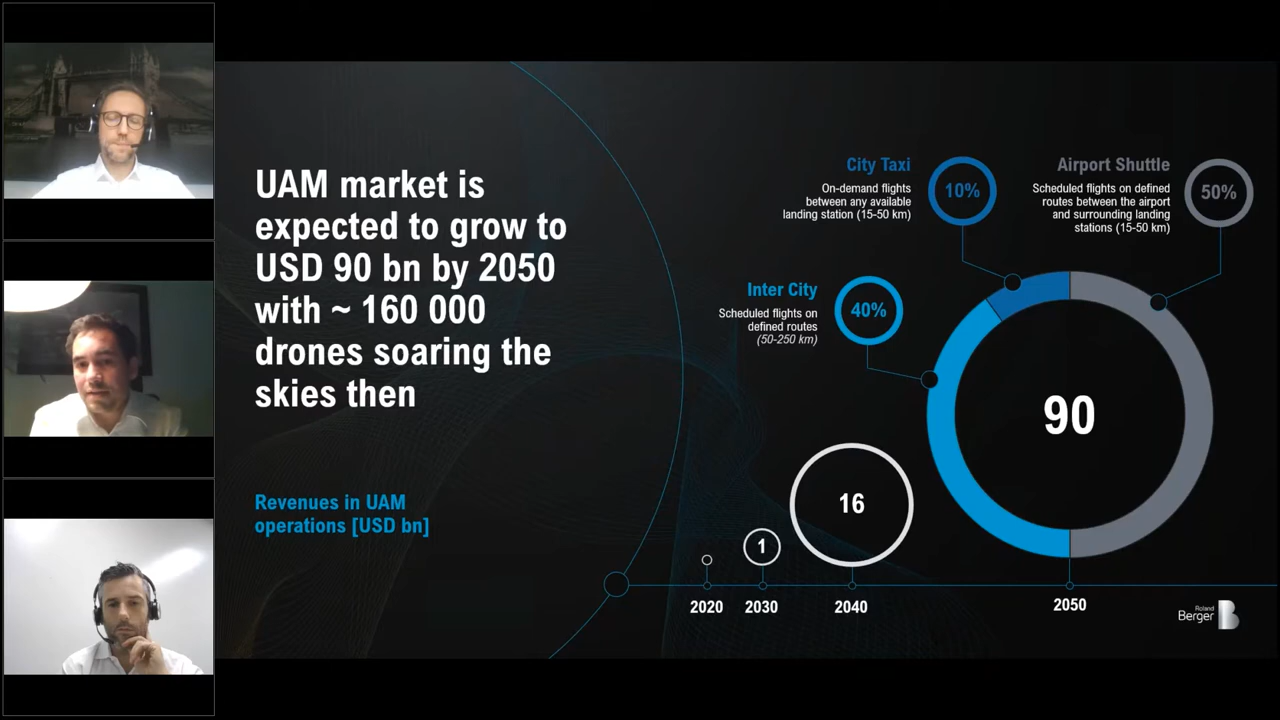 UAM market is
expected to grow to
USD 90 bn by 2050
with ~ 160 000
drones soaring the
skies then
Revenues in UAM
operations [USD bn]
City Taxi
On-demand flights
between any available
landing station (15-50 km)
10%
Airport Shuttle
Scheduled flights on defined
routes between the airport
and surrounding landing
stations (15-50 km)
50%
Inter City
Scheduled flights on
defined routes
(50-250 km)
40%
90
16
1
2020
2030
2040
2050
Roland
Berger
B